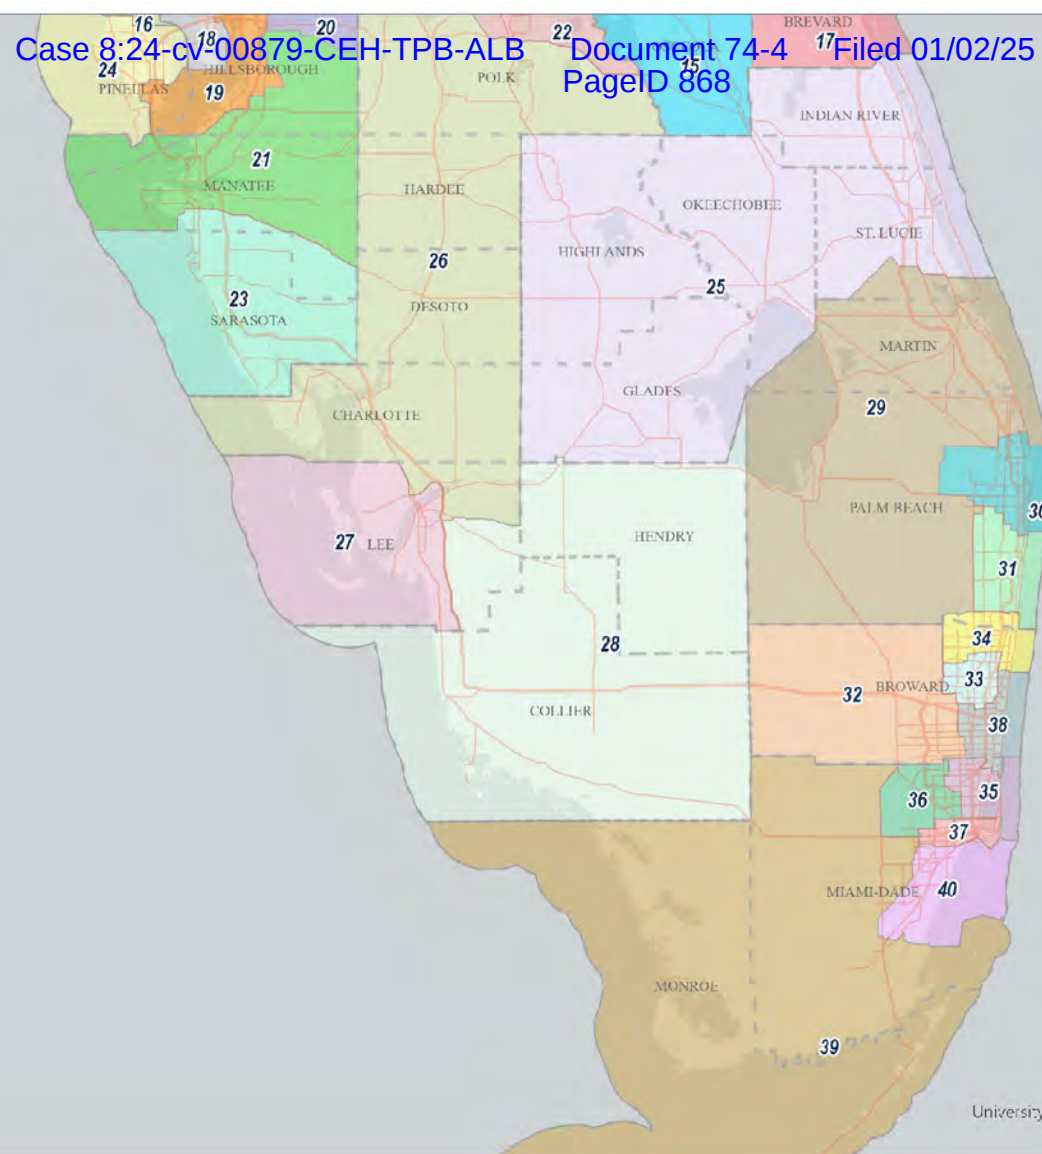 16
20
22
BREVARD
17
18
Case 8:24-cv-00879-CEH-TPB-ALB Document 74-4 Filed 01/02/25
PageID 868
24
HILLSBOROUGH
15
POLK
PINELLAS
19
INDIAN RIVER
21
MANATEE
HARDEE
OKEECHOBEE
ST. LUCIE
HIGHLANDS
26
25
23
DESOTO
SARASOTA
MARTIN
GLADES
29
CHARLOTTE
PALM BEACH
30
HENDRY
27
LEE
31
34
28
33
BROWARD
32
COLLIER
38
35
36
37
MIAMI-DADE
40
MONROE
39
University